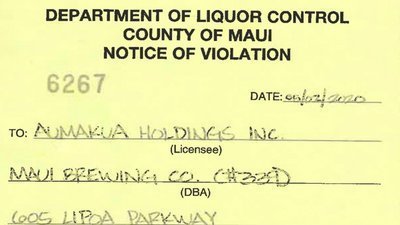 DEPARTMENT OF LIQUOR CONTROL
COUNTY OF MAUI
NOTICE OF VIOLATION
6267
DATE: 05/02/2020
TO: AUMAKUA HOLDINGS INC.
(Licensee)
MAUI BREWING CO. (#339)
(DBA)
605 LIPOA PARKWAY